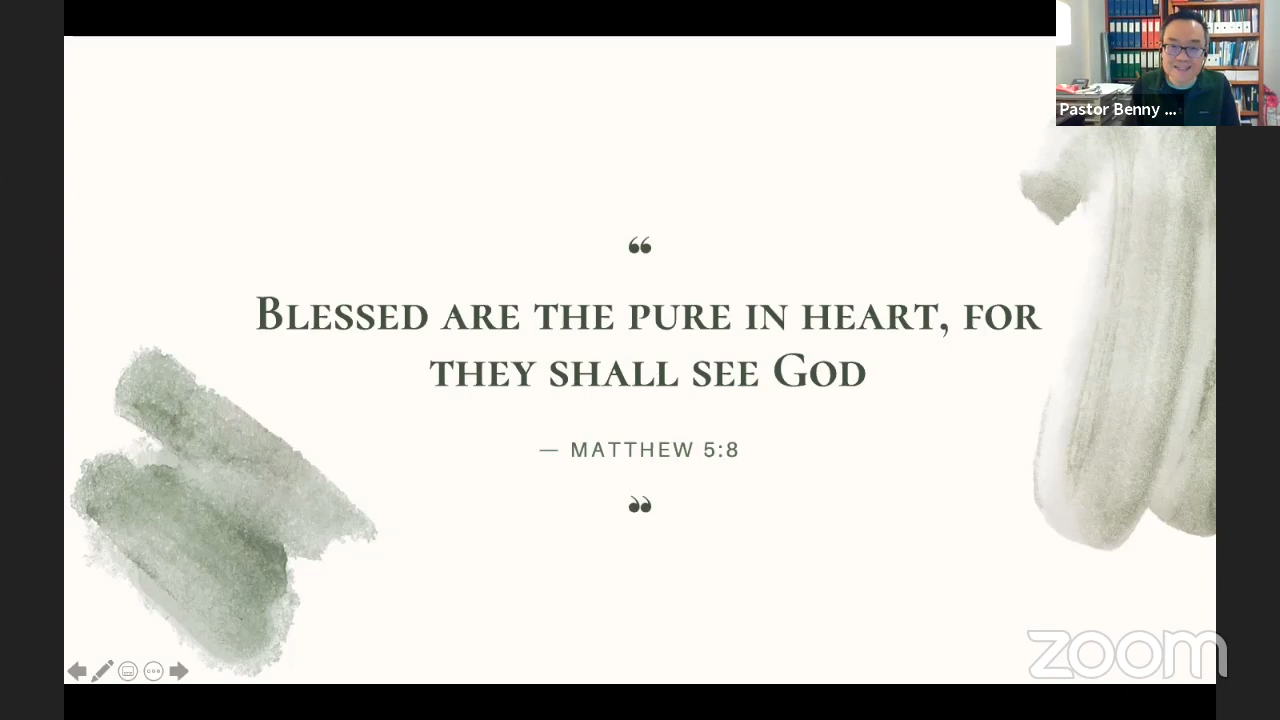 Pastor Benny ...
❝
Blessed are the pure in heart, for
they shall see God
— MATTHEW 5:8
❞
zoom